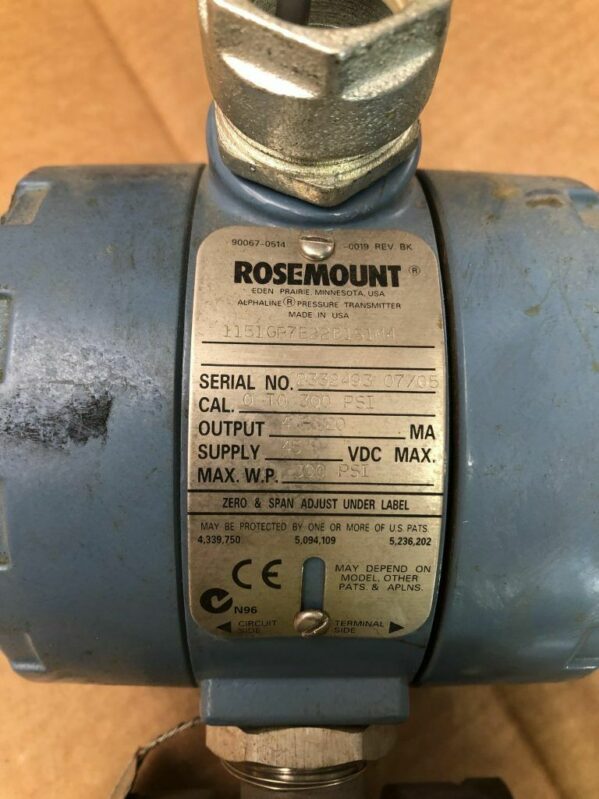 90067-0514 -0019 REV BK
ROSEMOUNT ®
EDEN PRAIRIE, MINNESOTA, USA
ALPHALINE ® PRESSURE TRANSMITTER
MADE IN USA
SERIAL NO. 07/05
CAL. 0 TO 300 PSI
OUTPUT MA
SUPPLY 45 VDC MAX.
MAX. W.P. PSI
ZERO & SPAN ADJUST UNDER LABEL
MAY BE PROTECTED BY ONE OR MORE OF U.S. PATS.
4,339,750 5,094,109 5,236,202
CE
MAY DEPEND ON
MODEL, OTHER
PATS. & APLNS.
N96
◀ CIRCUIT SIDE
TERMINAL SIDE ▶